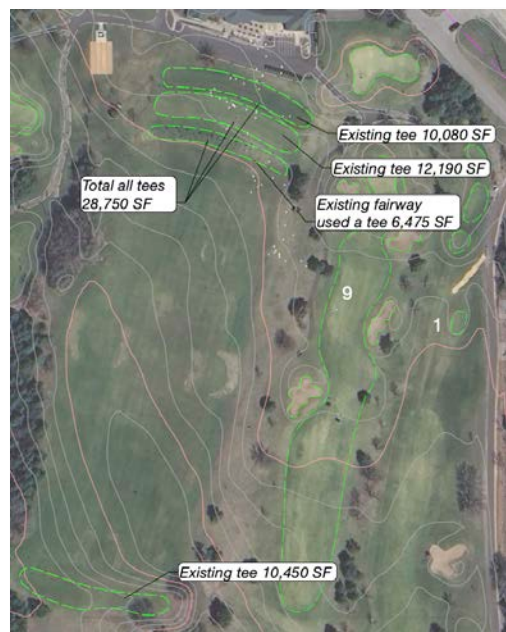 Existing tee 10,080 SF
Existing tee 12,190 SF
Total all tees
28,750 SF
Existing fairway
used a tee 6,475 SF
9
1
Existing tee 10,450 SF